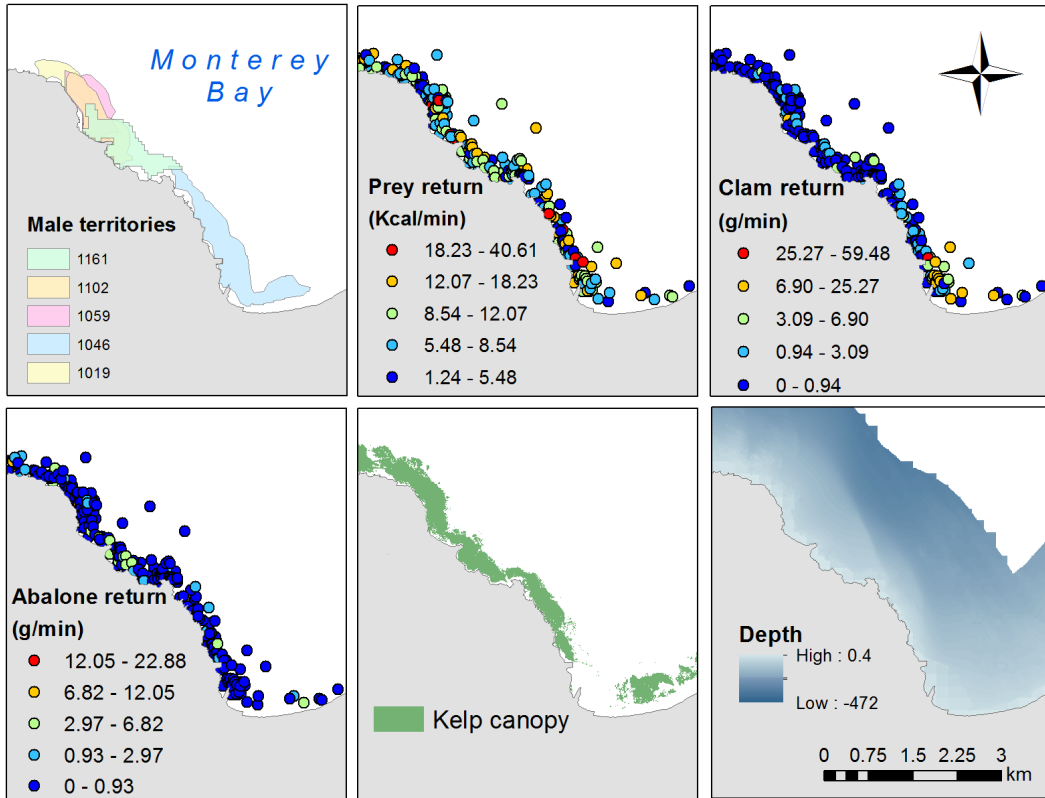 Monterey
Bay
Male territories
1161
1102
1059
1046
1019
Prey return
(Kcal/min)
18.23 - 40.61
12.07 - 18.23
8.54 - 12.07
5.48 - 8.54
1.24 - 5.48
Clam return
(g/min)
25.27 - 59.48
6.90 - 25.27
3.09 - 6.90
0.94 - 3.09
0 - 0.94
Abalone return
(g/min)
12.05 - 22.88
6.82 - 12.05
2.97 - 6.82
0.93 - 2.97
0 - 0.93
Kelp canopy
Depth
High : 0.4
Low : -472
0 0.75 1.5 2.25 3
km